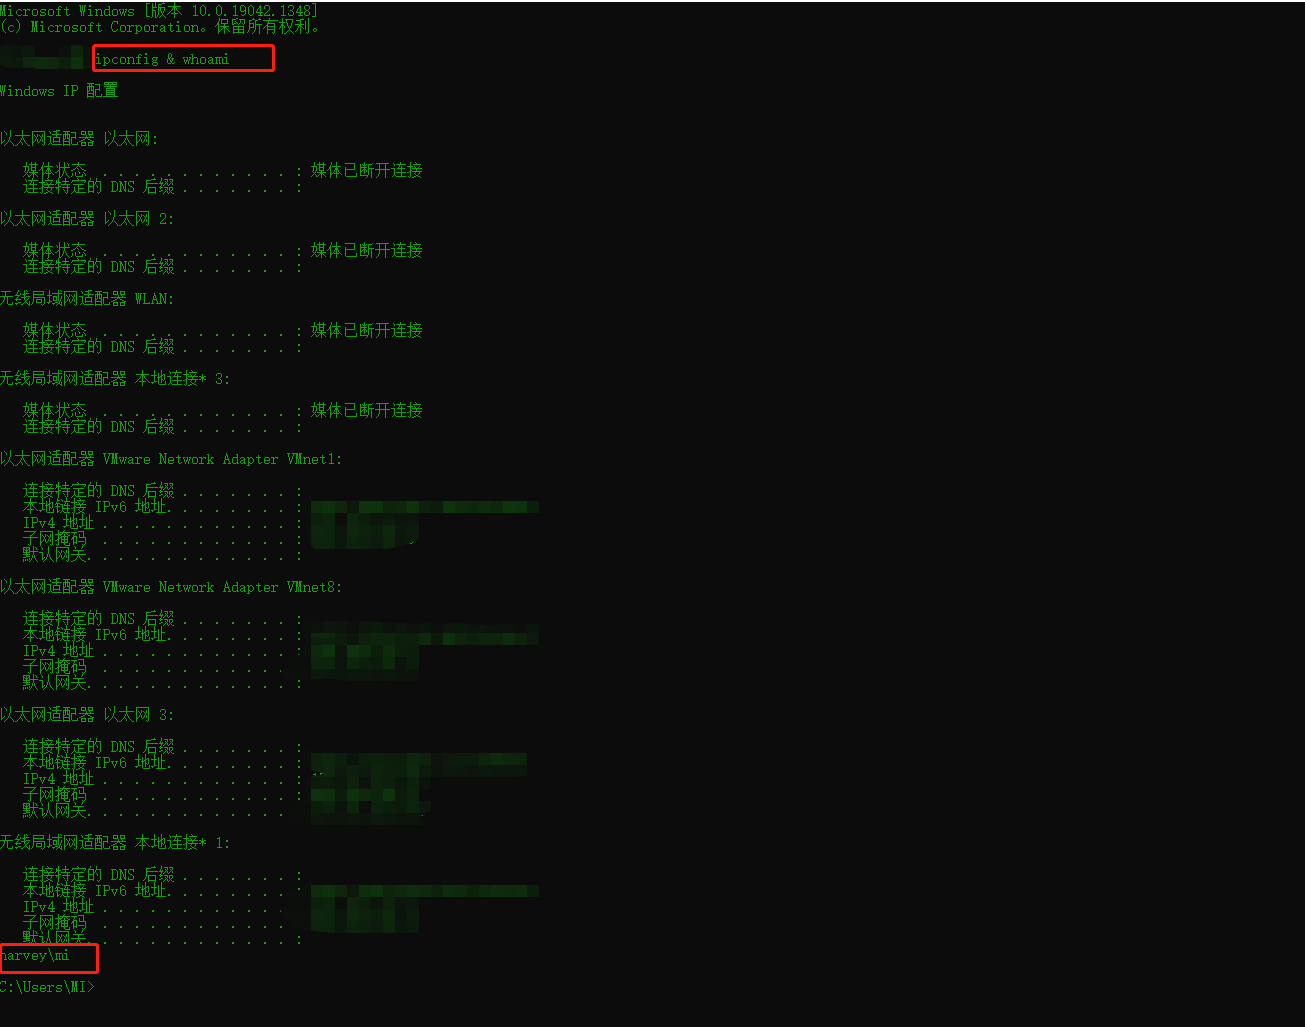 Microsoft Windows [版本 10.0.19042.1348]
(c) Microsoft Corporation。保留所有权利。
ipconfig & whoami
Windows IP 配置
以太网适配器 以太网:
媒体状态 . . . . . . . . . . . . : 媒体已断开连接
连接特定的 DNS 后缀 . . . . . . . :
以太网适配器 以太网 2:
媒体状态 . . . . . . . . . . . . : 媒体已断开连接
连接特定的 DNS 后缀 . . . . . . . :
无线局域网适配器 WLAN:
媒体状态 . . . . . . . . . . . . : 媒体已断开连接
连接特定的 DNS 后缀 . . . . . . . :
无线局域网适配器 本地连接* 3:
媒体状态 . . . . . . . . . . . . : 媒体已断开连接
连接特定的 DNS 后缀 . . . . . . . :
以太网适配器 VMware Network Adapter VMnet1:
连接特定的 DNS 后缀 . . . . . . . :
本地链接 IPv6 地址. . . . . . . . :
IPv4 地址 . . . . . . . . . . . . :
子网掩码 . . . . . . . . . . . . :
默认网关. . . . . . . . . . . . . :
以太网适配器 VMware Network Adapter VMnet8:
连接特定的 DNS 后缀 . . . . . . . :
本地链接 IPv6 地址. . . . . . . . :
IPv4 地址 . . . . . . . . . . . . .
子网掩码 . . . . . . . . . . . .
默认网关. . . . . . . . . . . . . :
以太网适配器 以太网 3:
连接特定的 DNS 后缀 . . . . . . . :
本地链接 IPv6 地址. . . . . . . . :
IPv4 地址 . . . . . . . . . . . . :
子网掩码 . . . . . . . . . . . . :
默认网关. . . . . . . . . . . . .
无线局域网适配器 本地连接* 1:
连接特定的 DNS 后缀 . . . . . . . :
本地链接 IPv6 地址. . . . . . . . .
IPv4 地址 . . . . . . . . . . . .
子网掩码 . . . . . . . . . . . .
默认网关. . . . . . . . . . . . . :
harvey\mi
C:\Users\MI>